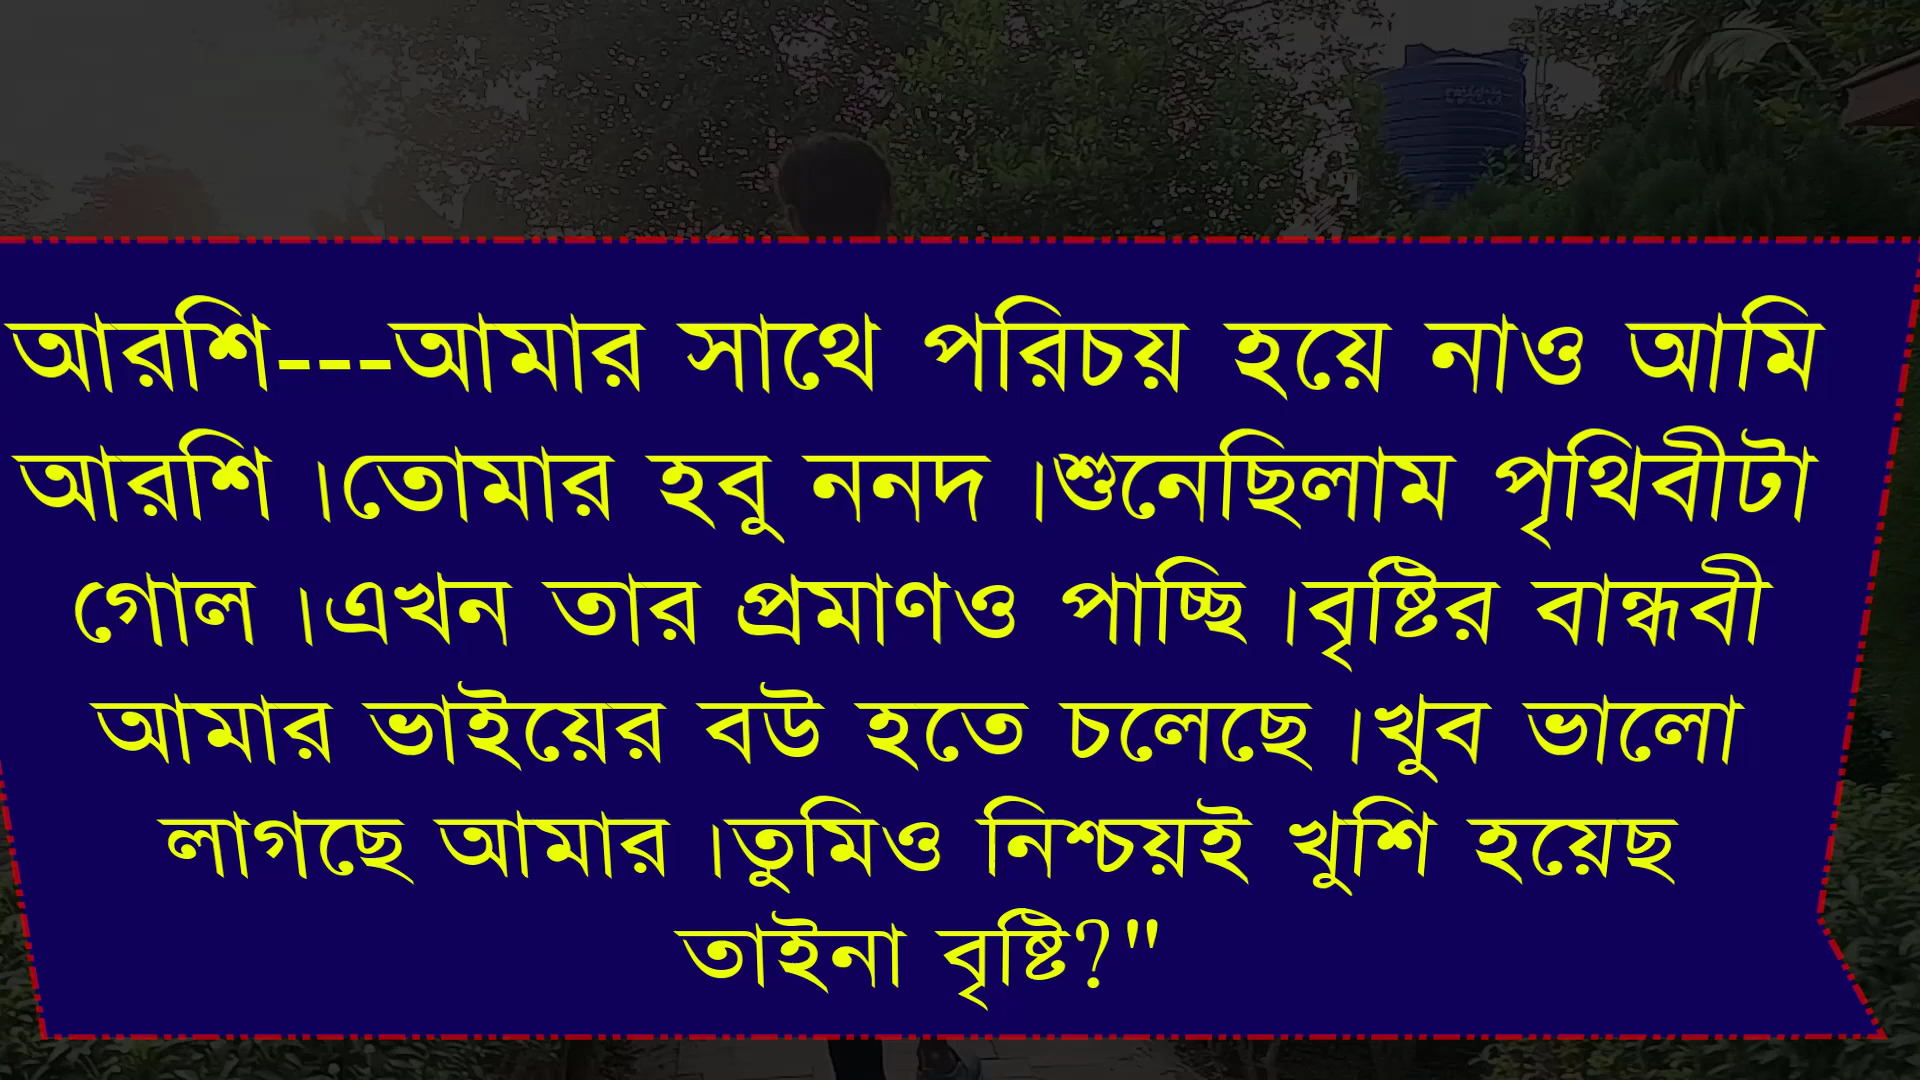 আরশি---আমার সাথে পরিচয় হয়ে নাও আমি
আরশি ।তোমার হবু ননদ ।শুনেছিলাম পৃথিবীটা
গোল ।এখন তার প্রমাণও পাচ্ছি ।বৃষ্টির বান্ধবী
আমার ভাইয়ের বউ হতে চলেছে ।খুব ভালো
লাগছে আমার ।তুমিও নিশ্চয়ই খুশি হয়েছ
তাইনা বৃষ্টি?"